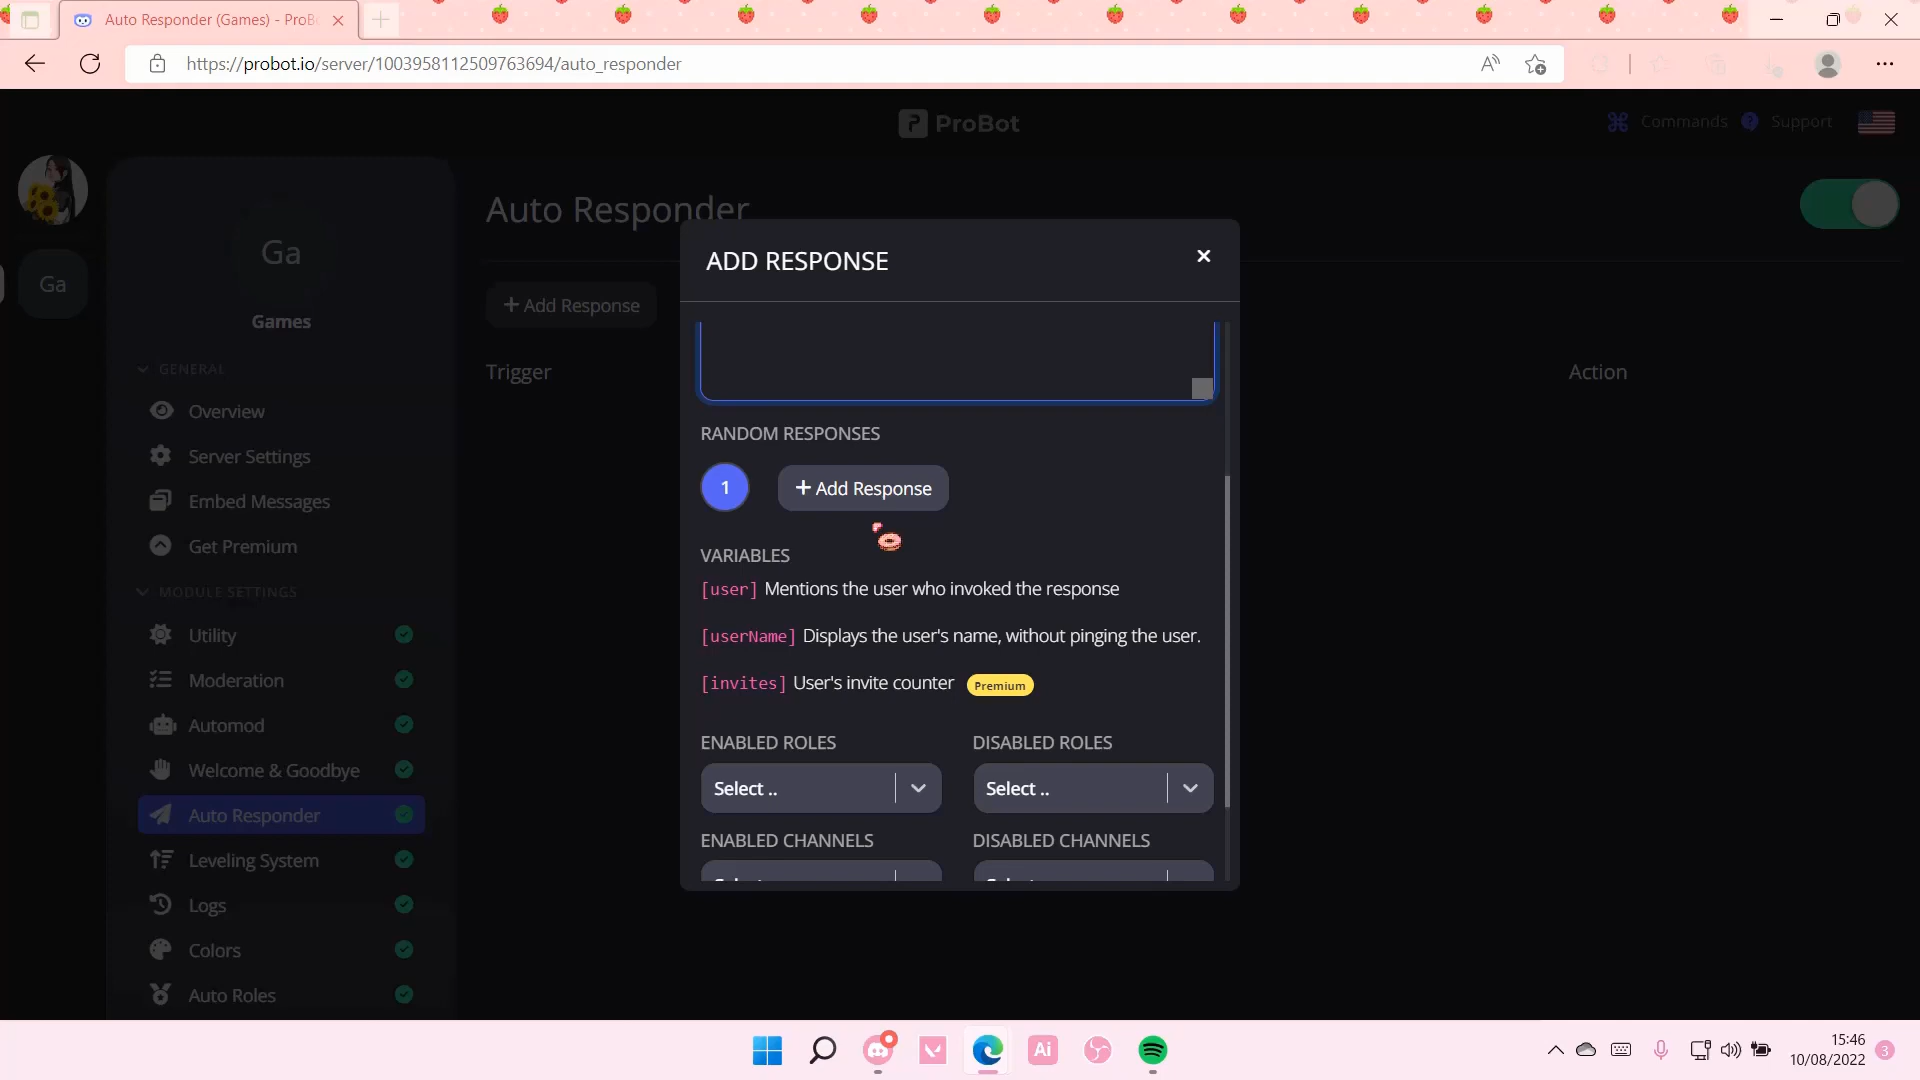 Auto Responder (Games) - ProB
https://probot.io/server/1003958112509763694/auto_responder
ProBot
Commands
Support
Ga
Ga
Games
GENERAL
Overview
Server Settings
Embed Messages
Get Premium
MODULE SETTINGS
Utility
Moderation
Automod
Welcome & Goodbye
Auto Responder
Leveling System
Logs
Colors
Auto Roles
Auto Responder
+ Add Response
Trigger
Action
ADD RESPONSE
RANDOM RESPONSES
1
+ Add Response
VARIABLES
[user] Mentions the user who invoked the response
[userName] Displays the user's name, without pinging the user.
[invites] User's invite counter Premium
ENABLED ROLES
DISABLED ROLES
Select ..
Select ..
ENABLED CHANNELS
DISABLED CHANNELS
Ai
15:46
10/08/2022
3